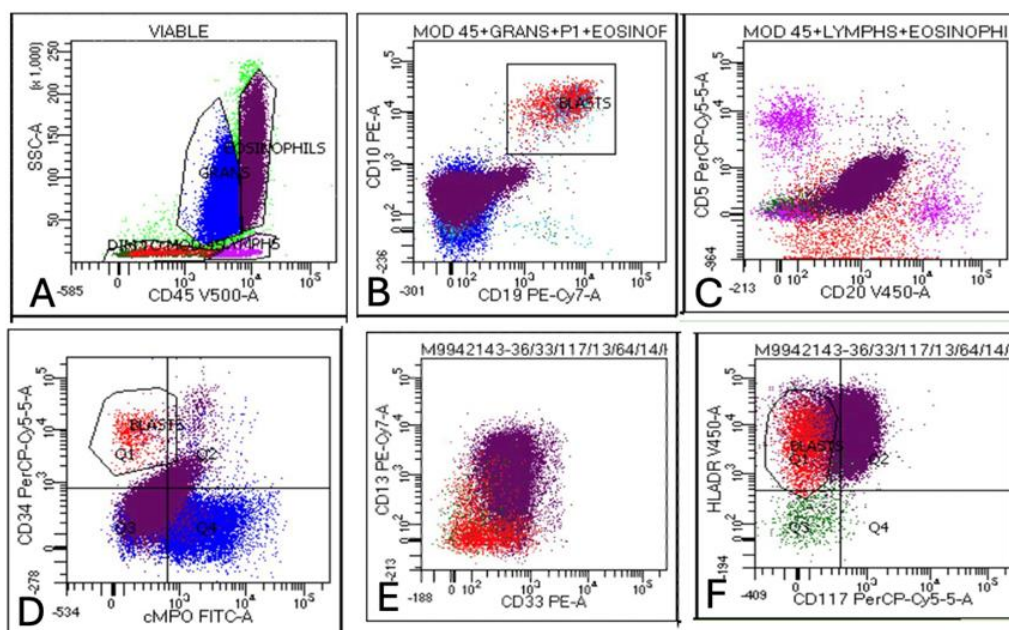 VIABLE
SSC-A
(x 1,000)
250
200
150
100
50
EOSINOPHILS
GRANS
A
-585
0
10³
10⁴
10⁵
CD45 V500-A
MOD 45+GRANS+P1+EOSINOF
CD10 PE-A
10⁵
10⁴
10³
10²
-236
BLASTS
B
-301
0 10²
10³
10⁴
10⁵
CD19 PE-Cy7-A
MOD 45+LYMPHS+EOSINOPHI
CD5 PerCP-Cy5-5-A
10⁵
10⁴
10³
0
-964
C
-213
10²
10³
10⁴
10⁵
CD20 V450-A
CD34 PerCP-Cy5-5-A
10⁵
10⁴
10³
0
-278
BLASTS
Q1
Q2
Q3
Q4
D
-534
0
10³
10⁴
10⁵
cMPO FITC-A
M9942143-36/33/117/13/64/14/H
CD13 PE-Cy7-A
10⁵
10⁴
10³
10²
0
-213
E
-188
0 10²
10³
10⁴
10⁵
CD33 PE-A
M9942143-36/33/117/13/64/14/
HLADR V450-A
10⁵
10⁴
10³
10²
0
-194
BLASTS
Q2
Q3
Q4
F
-409
0
10³
10⁴
10⁵
CD117 PerCP-Cy5-5-A